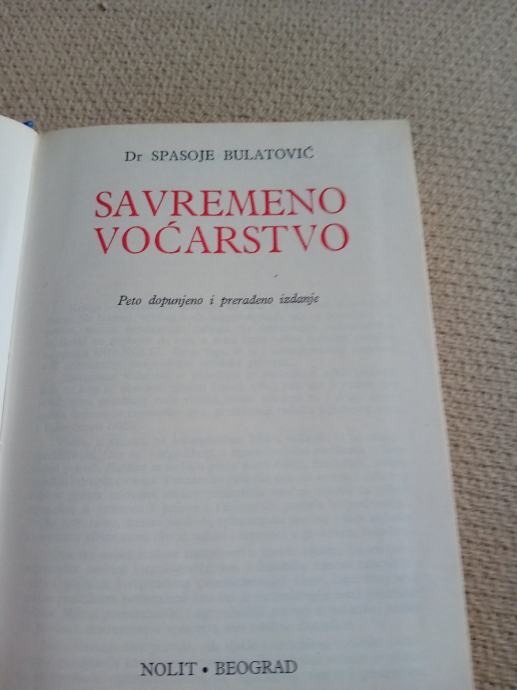 Dr SPASOJE BULATOVIĆ
SAVREMENO
VOĆARSTVO
Peto dopunjeno i prerađeno izdanje
NOLIT • BEOGRAD